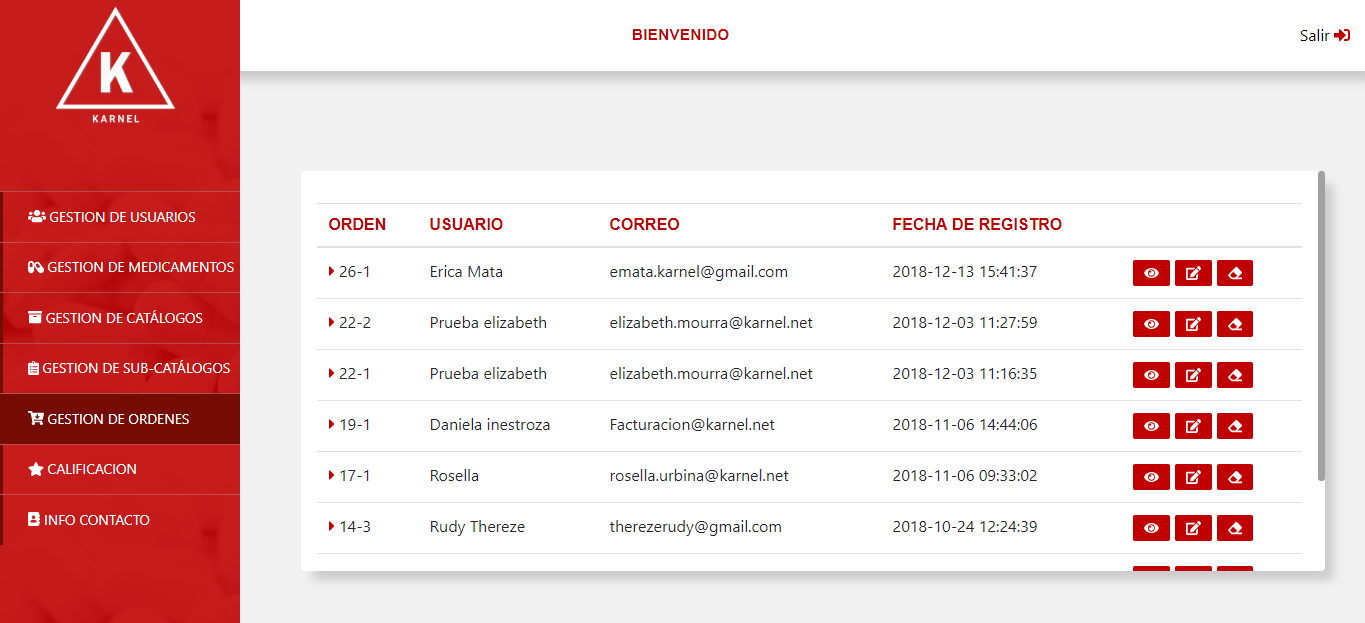 K
KARNEL
BIENVENIDO
Salir
GESTION DE USUARIOS
GESTION DE MEDICAMENTOS
GESTION DE CATÁLOGOS
GESTION DE SUB-CATÁLOGOS
GESTION DE ORDENES
CALIFICACION
INFO CONTACTO
ORDEN USUARIO CORREO FECHA DE REGISTRO
26-1 Erica Mata emata.karnel@gmail.com 2018-12-13 15:41:37
22-2 Prueba elizabeth elizabeth.mourra@karnel.net 2018-12-03 11:27:59
22-1 Prueba elizabeth elizabeth.mourra@karnel.net 2018-12-03 11:16:35
19-1 Daniela inestroza Facturacion@karnel.net 2018-11-06 14:44:06
17-1 Rosella rosella.urbina@karnel.net 2018-11-06 09:33:02
14-3 Rudy Thereze therezerudy@gmail.com 2018-10-24 12:24:39